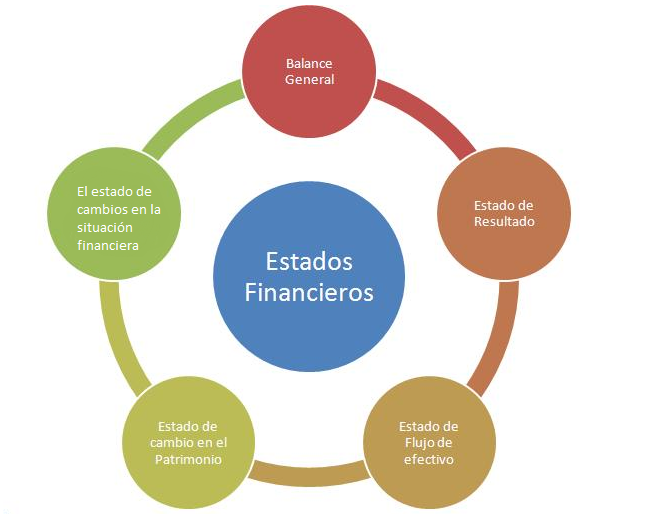 Balance
General
Estado de
Resultado
Estado de
Flujo de
efectivo
Estado de
cambio en el
Patrimonio
El estado de
cambios en la
situación
financiera
Estados
Financieros